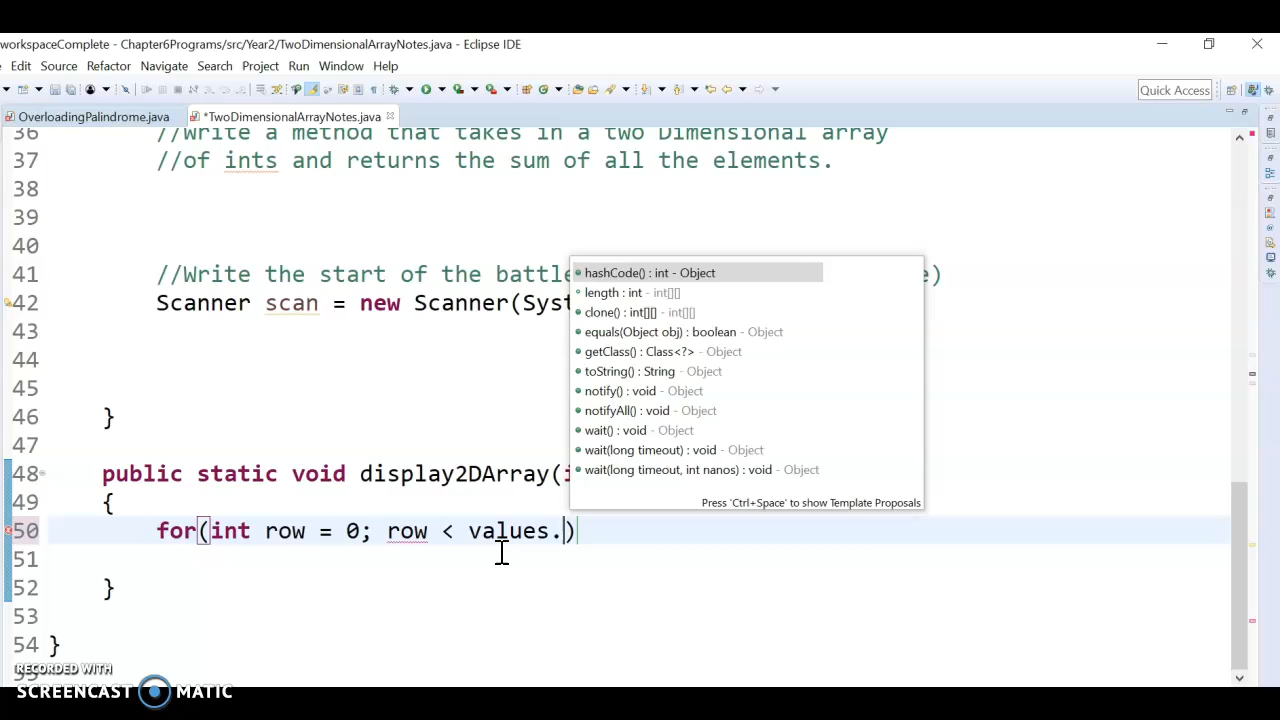 workspaceComplete - Chapter6Programs/src/Year2/TwoDimensionalArrayNotes.java - Eclipse IDE
Edit Source Refactor Navigate Search Project Run Window Help
Quick Access
OverloadingPalindrome.java *TwoDimensionalArrayNotes.java
36 //Write a method that takes in a two Dimensional array
37 //of ints and returns the sum of all the elements.
38
39
40
41 //Write the start of the battle e)
42 Scanner scan = new Scanner(Syst
43
44
45
46 }
47
48 public static void display2DArray(i
49 {
50 for(int row = 0; row < values.)
51
52 }
53
54 }
hashCode() : int - Object
length : int - int[][]
clone() : int[][] - int[][]
equals(Object obj) : boolean - Object
getClass() : Class<?> - Object
toString() : String - Object
notify() : void - Object
notifyAll() : void - Object
wait() : void - Object
wait(long timeout) : void - Object
wait(long timeout, int nanos) : void - Object
Press 'Ctrl+Space' to show Template Proposals
RECORDED WITH
SCREENCAST MATIC